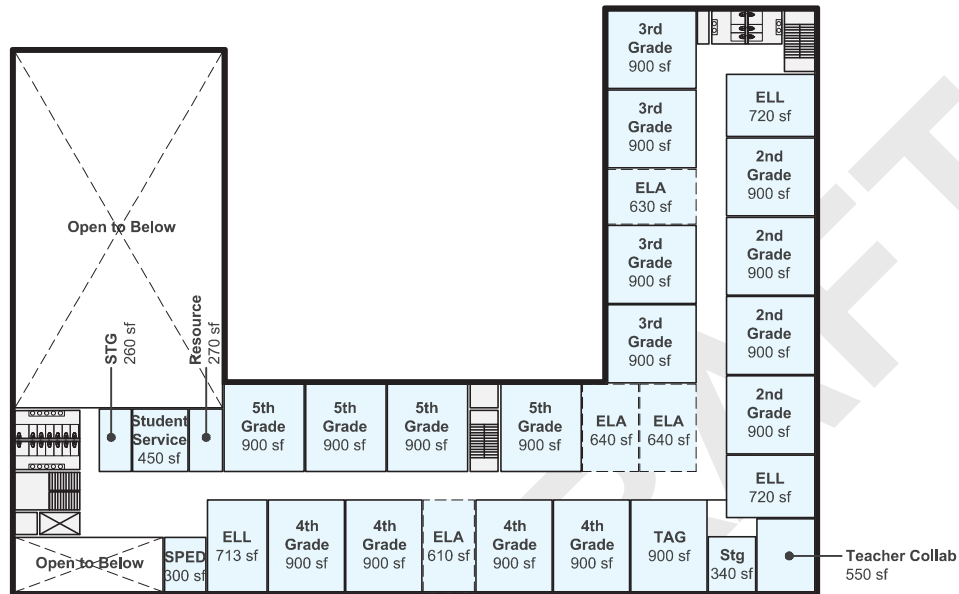 3rd
Grade
900 sf
ELL
720 sf
3rd
Grade
900 sf
2nd
Grade
900 sf
ELA
630 sf
Open to Below
2nd
Grade
900 sf
3rd
Grade
900 sf
2nd
Grade
900 sf
3rd
Grade
900 sf
STG
260 sf
Resource
270 sf
2nd
Grade
900 sf
Student
Service
450 sf
5th
Grade
900 sf
5th
Grade
900 sf
5th
Grade
900 sf
5th
Grade
900 sf
ELA
640 sf
ELA
640 sf
ELL
720 sf
Open to Below
SPED
300 sf
ELL
713 sf
4th
Grade
900 sf
4th
Grade
900 sf
ELA
610 sf
4th
Grade
900 sf
4th
Grade
900 sf
TAG
900 sf
Stg
340 sf
Teacher Collab
550 sf
DRAFT